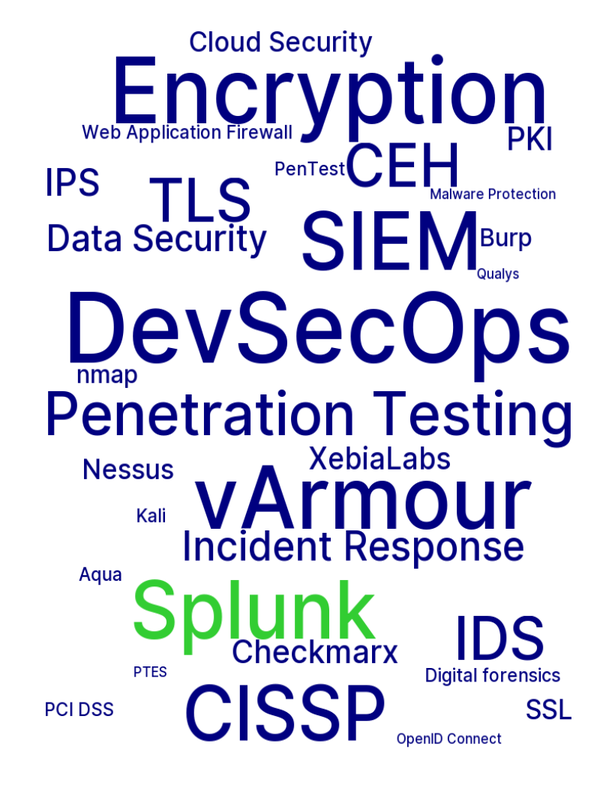 Cloud Security
Encryption
Web Application Firewall
PKI
CEH
PenTest
IPS
TLS
Malware Protection
Data Security
SIEM
Burp
Qualys
DevSecOps
nmap
Penetration Testing
XebiaLabs
Nessus
vArmour
Kali
Incident Response
Aqua
Splunk
IDS
Checkmarx
PTES
Digital forensics
CISSP
PCI DSS
SSL
OpenID Connect